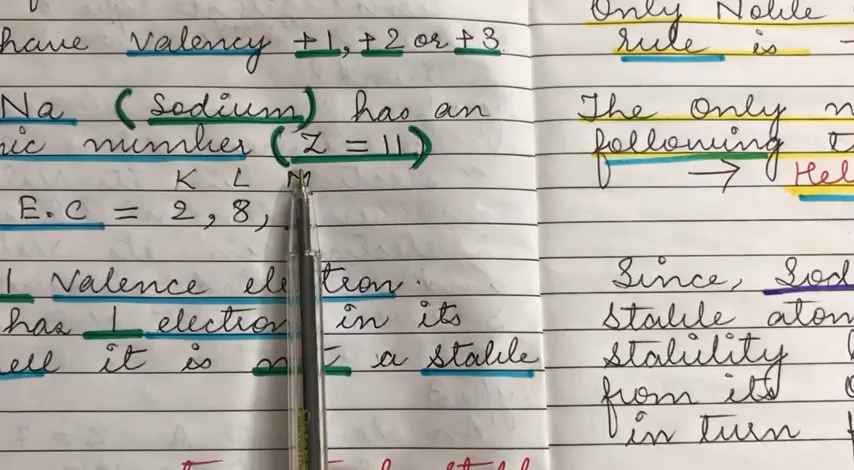 have valency +1, +2 or +3
Na (Sodium) has an
ic number (Z = 11)
K L M
E.C = 2, 8,
1 valence electron.
has 1 electron in its
ell it is not a stable
Only Noble
rule is -
The Only n
following t
→ Hel
Since, Sod
stable atom
stability
from its
in turn f